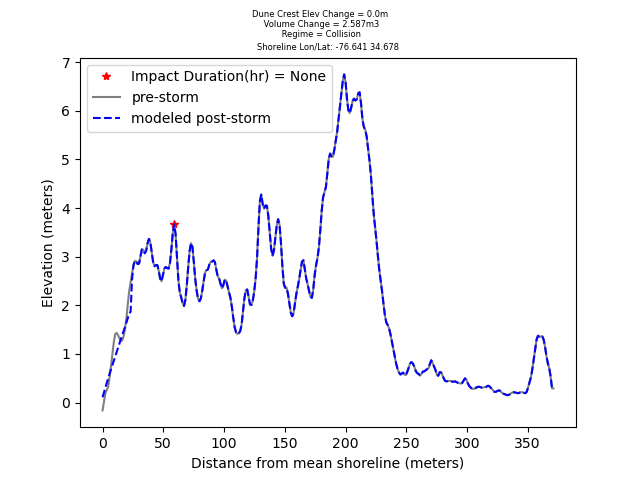 Dune Crest Elev Change = 0.0m
Volume Change = 2.587m3
Regime = Collision
Shoreline Lon/Lat: -76.641 34.678
Impact Duration(hr) = None
pre-storm
modeled post-storm
7
6
5
4
3
2
1
0
Elevation (meters)
0 50 100 150 200 250 300 350
Distance from mean shoreline (meters)